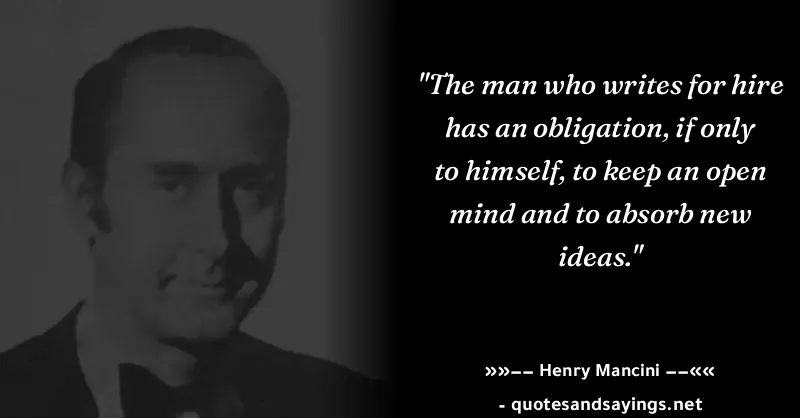 "The man who writes for hire
has an obligation, if only
to himself, to keep an open
mind and to absorb new
ideas."
»»−− Henry Mancini −−««
- quotesandsayings.net